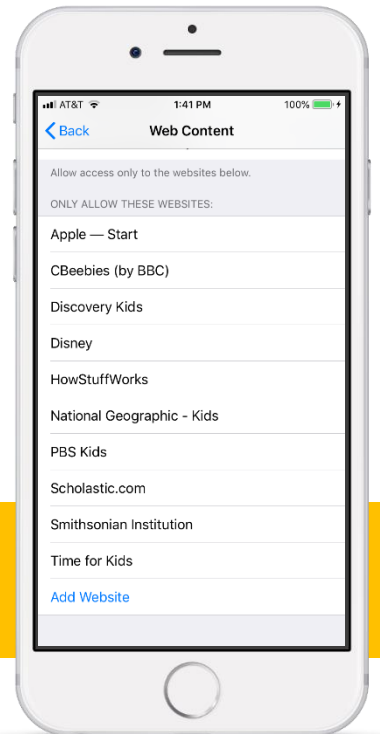 AT&T 1:41 PM 100%
Back Web Content
Allow access only to the websites below.
ONLY ALLOW THESE WEBSITES:
Apple — Start
CBeebies (by BBC)
Discovery Kids
Disney
HowStuffWorks
National Geographic - Kids
PBS Kids
Scholastic.com
Smithsonian Institution
Time for Kids
Add Website